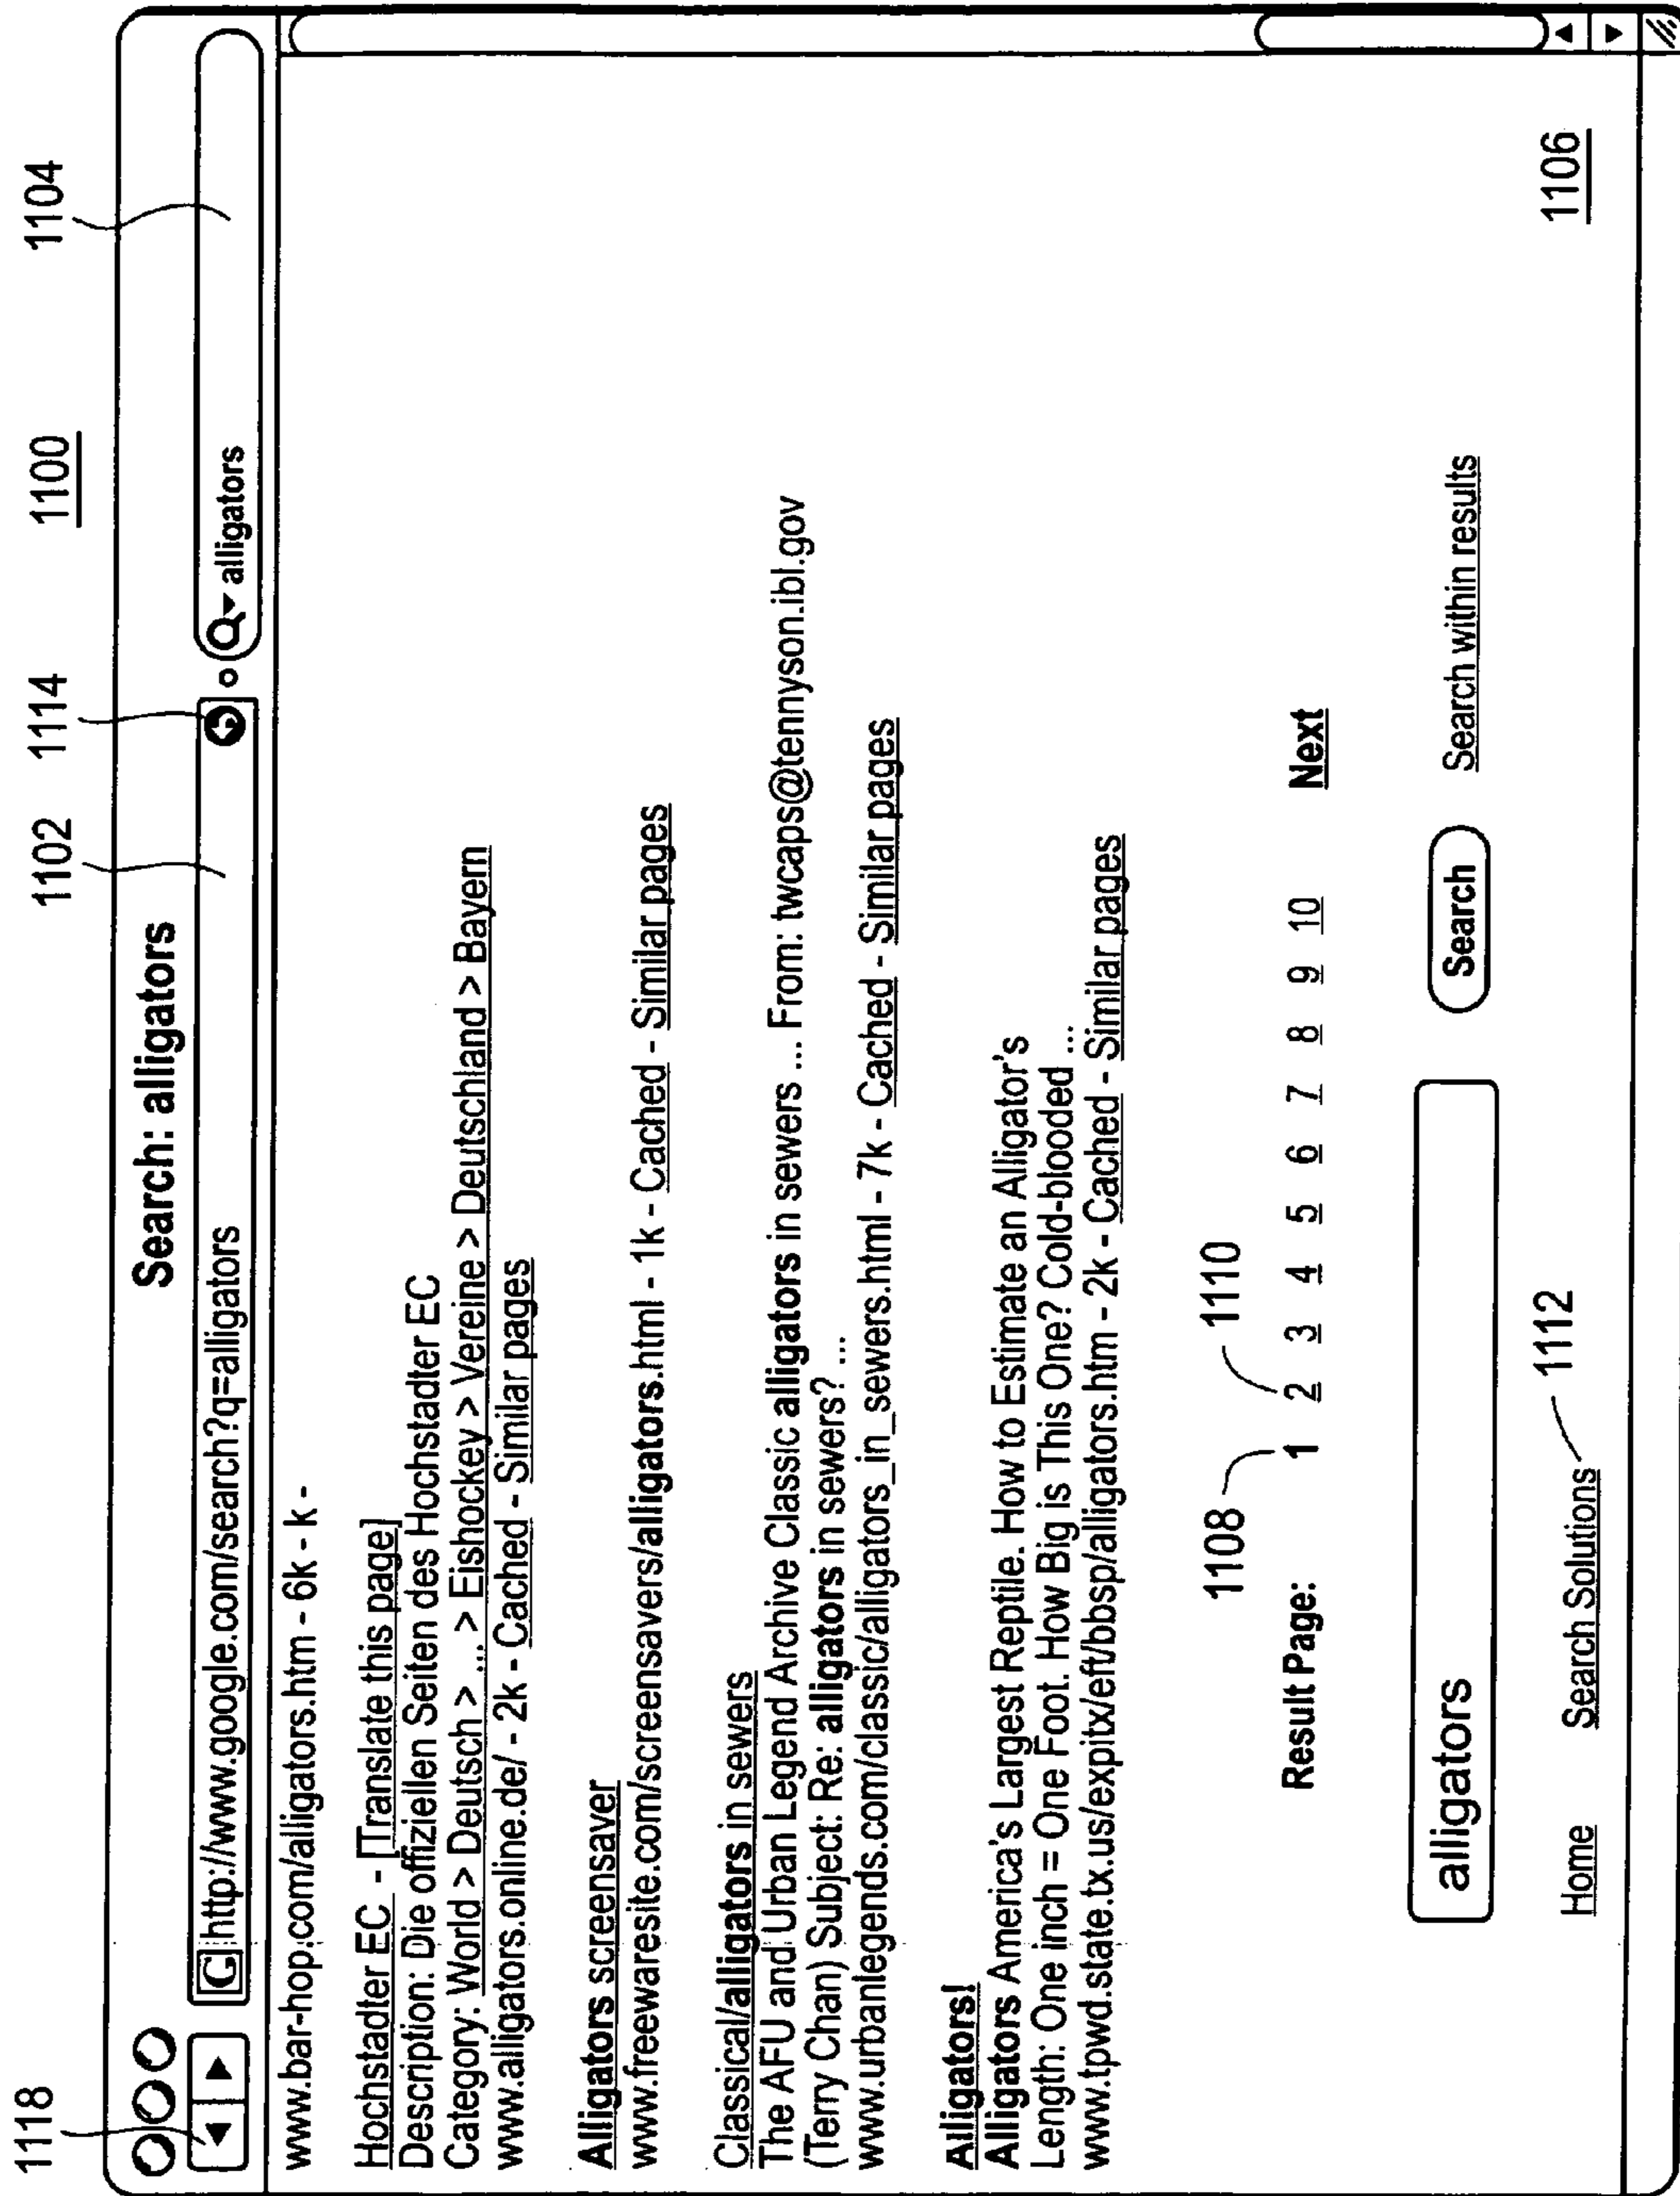 1100
1118
1102
1114
1104
Search: alligators
G http://www.google.com/search?q=alligators
alligators
www.bar-hop.com/alligators.htm - 6k - k -
Hochstadter EC - [Translate this page]
Description: Die offiziellen Seiten des Hochstadter EC
Category: World > Deutsch > ... > Eishockey > Vereine > Deutschland > Bayern
www.alligators.online.de/ - 2k - Cached - Similar pages
Alligators screensaver
www.freewaresite.com/screensavers/alligators.html - 1k - Cached - Similar pages
Classical/alligators in sewers
The AFU and Urban Legend Archive Classic alligators in sewers ... From: twcaps@tennyson.ibl.gov
(Terry Chan) Subject: Re: alligators in sewers? ...
www.urbanlegends.com/classic/alligators_in_sewers.html - 7k - Cached - Similar pages
Alligators!
Alligators America's Largest Reptile. How to Estimate an Alligator's
Length: One inch = One Foot. How Big is This One? Cold-blooded ...
www.tpwd.state.tx.us/expltx/eft/bbsp/alligators.htm - 2k - Cached - Similar pages
1108
1110
Result Page: 1 2 3 4 5 6 7 8 9 10 Next
alligators
Search
Search within results
Home
Search Solutions
1112
1106